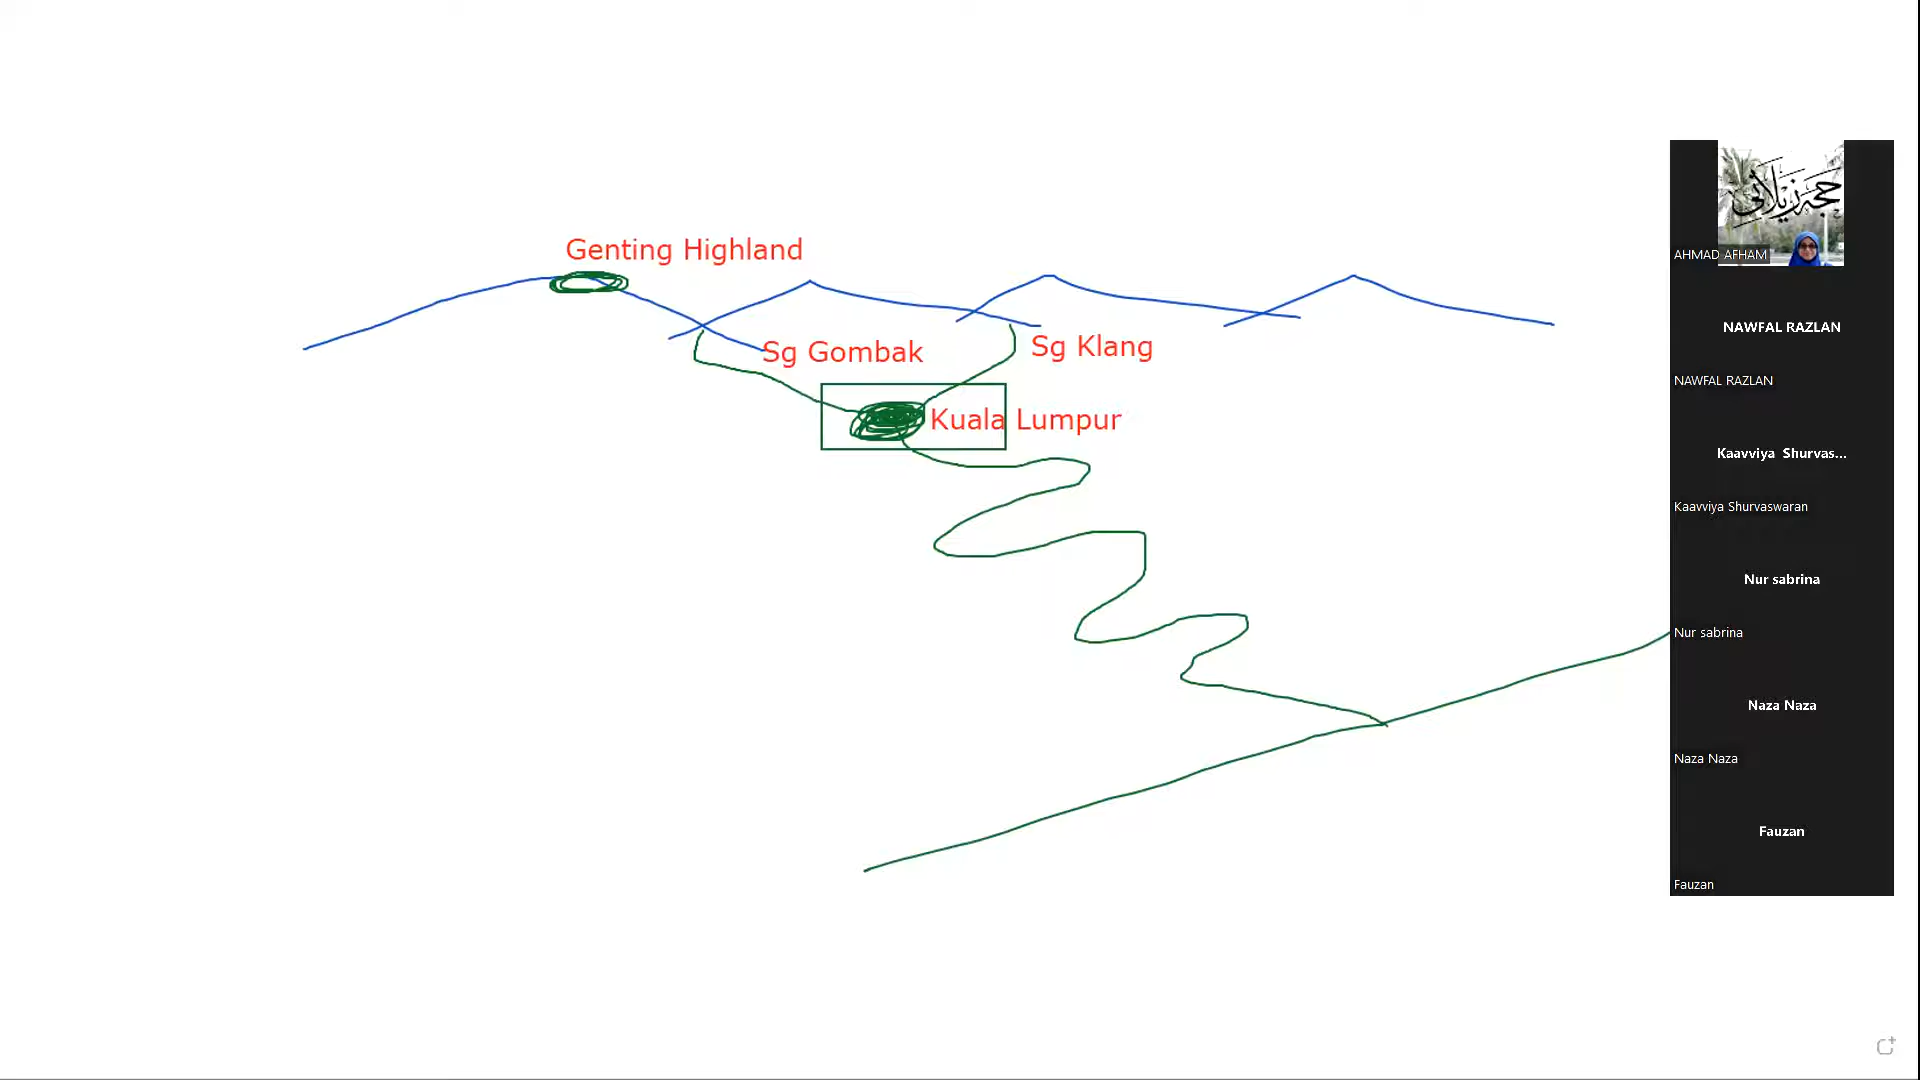 Genting Highland
Sg Gombak
Sg Klang
Kuala Lumpur
AHMAD AFHAM
NAWFAL RAZLAN
NAWFAL RAZLAN
Kaavviya Shurvas...
Kaavviya Shurvaswaran
Nur sabrina
Nur sabrina
Naza Naza
Naza Naza
Fauzan
Fauzan